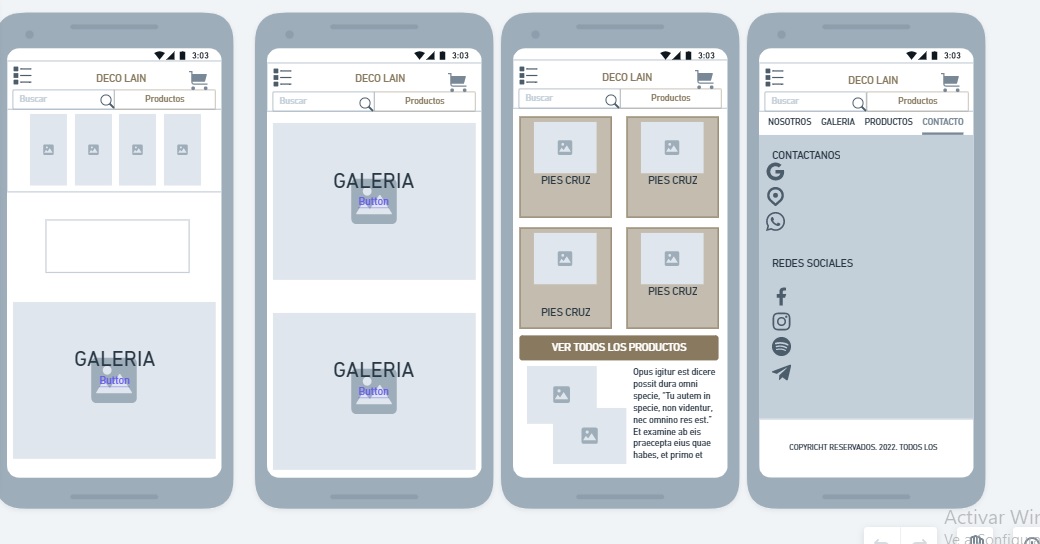 3:03
DECO LAIN
Buscar
Productos
GALERIA
Button
3:03
DECO LAIN
Buscar
Productos
GALERIA
Button
GALERIA
Button
3:03
DECO LAIN
Buscar
Productos
PIES CRUZ
PIES CRUZ
PIES CRUZ
PIES CRUZ
VER TODOS LOS PRODUCTOS
Opus igitur est dicere
possit dura omni
specie, "Tu autem in
specie, non videntur,
nec omnino res est."
Et examine ab eis
praecepta eius quae
habes, et primo et
3:03
DECO LAIN
Buscar
Productos
NOSOTROS GALERIA PRODUCTOS CONTACTO
CONTACTANOS
REDES SOCIALES
COPYRICHT RESERVADOS. 2022. TODOS LOS
Activar Win
Ve a Configu